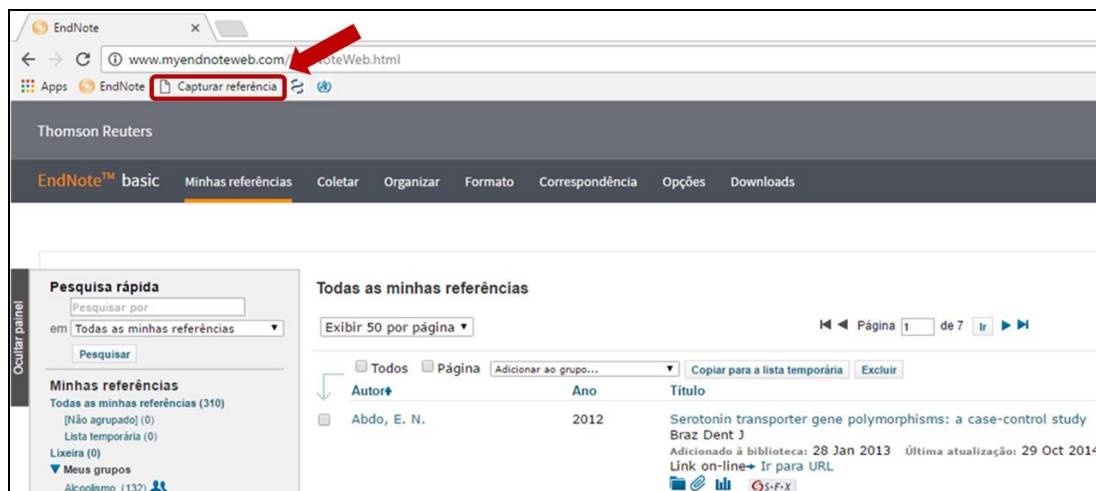 EndNote
www.myendnoteweb.com/ NoteWeb.html
Apps EndNote Capturar referência
Thomson Reuters
EndNote™ basic Minhas referências Coletar Organizar Formato Correspondência Opções Downloads
Ocultar painel
Pesquisa rápida
Pesquisar por
em Todas as minhas referências
Pesquisar
Minhas referências
Todas as minhas referências (310)
[Não agrupado] (0)
Lista temporária (0)
Lixeira (0)
Meus grupos
Alcoolismo (132)
Todas as minhas referências
Exibir 50 por página
Página 1 de 7 Ir
Todos Página Adicionar ao grupo... Copiar para a lista temporária Excluir
Autor Ano Título
Abdo, E. N. 2012 Serotonin transporter gene polymorphisms: a case-control study
Braz Dent J
Adicionado à biblioteca: 28 Jan 2013 Última atualização: 29 Oct 2014
Link on-line Ir para URL
S·F·X